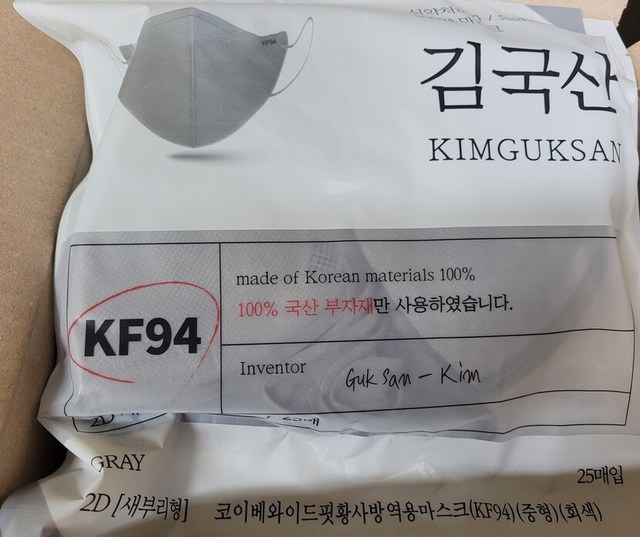 KF94
김국산
KIMGUKSAN
made of Korean materials 100%
100% 국산 부자재만 사용하였습니다.
KF94
Inventor
Guk san - Kim
GRAY
25매입
2D [새부리형]
코이베와이드핏황사방역용마스크(KF94)(중형)(회색)